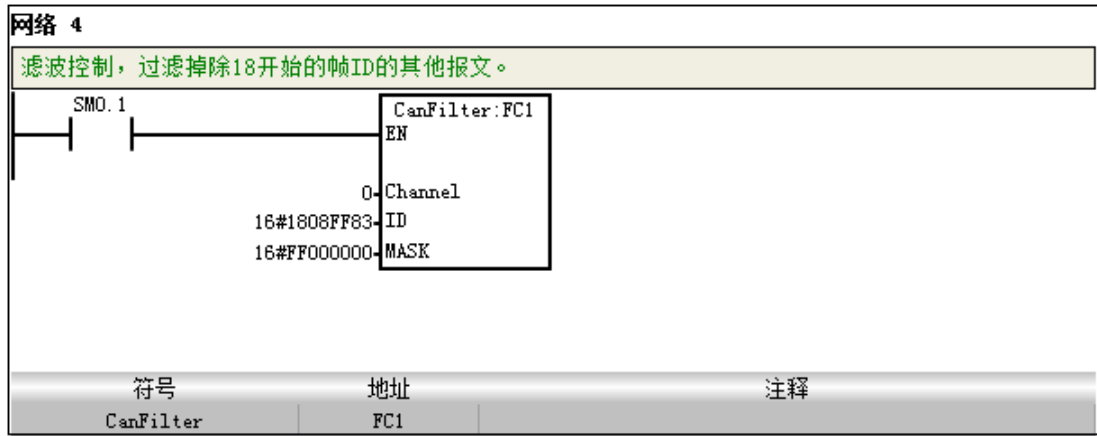 网络 4
滤波控制，过滤掉除18开始的帧ID的其他报文。
SM0.1
CanFilter:FC1
EN
0 Channel
16#1808FF83 ID
16#FF000000 MASK
符号 地址 注释
CanFilter FC1